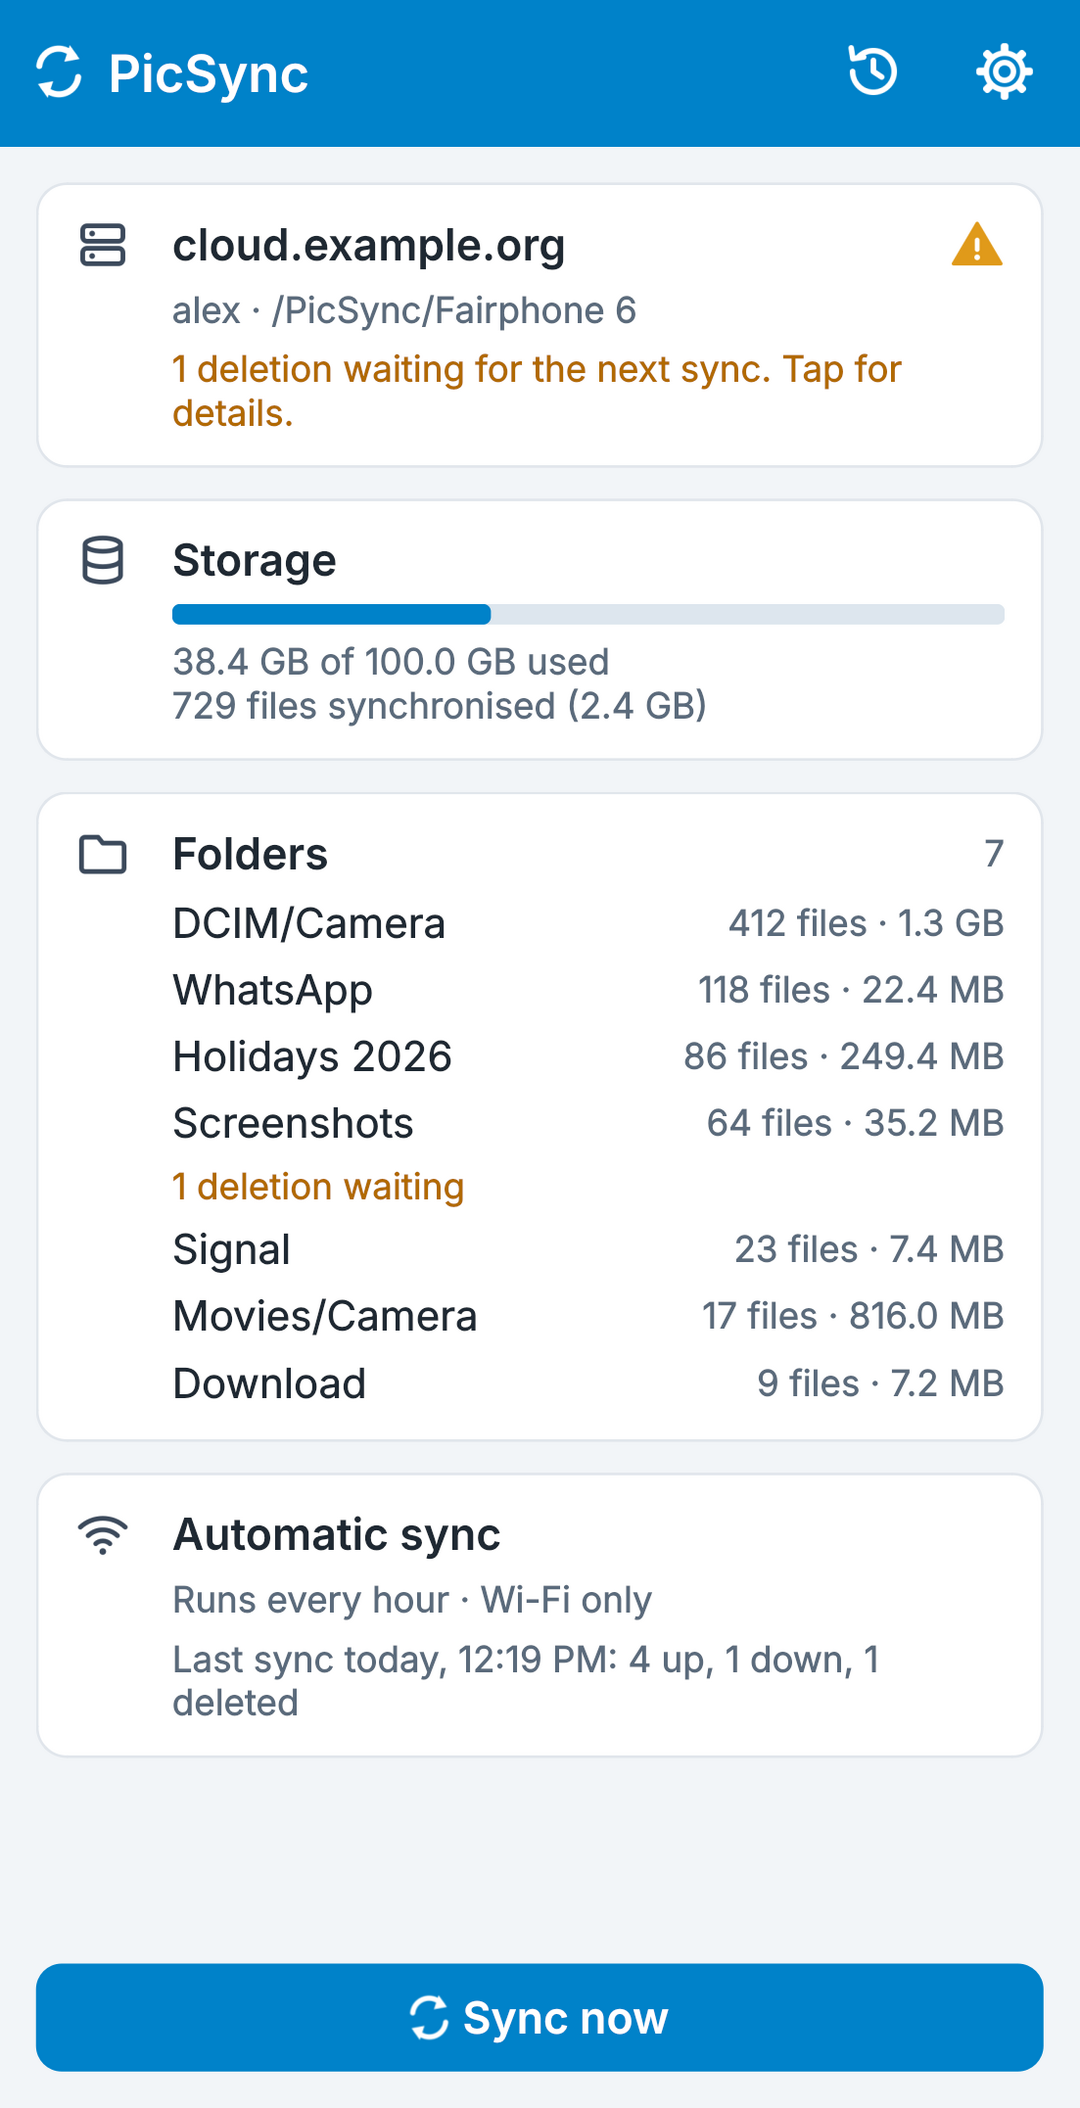 PicSync
cloud.example.org
alex · /PicSync/Fairphone 6
1 deletion waiting for the next sync. Tap for
details.
Storage
38.4 GB of 100.0 GB used
729 files synchronised (2.4 GB)
Folders 7
DCIM/Camera 412 files · 1.3 GB
WhatsApp 118 files · 22.4 MB
Holidays 2026 86 files · 249.4 MB
Screenshots 64 files · 35.2 MB
1 deletion waiting
Signal 23 files · 7.4 MB
Movies/Camera 17 files · 816.0 MB
Download 9 files · 7.2 MB
Automatic sync
Runs every hour · Wi-Fi only
Last sync today, 12:19 PM: 4 up, 1 down, 1
deleted
Sync now